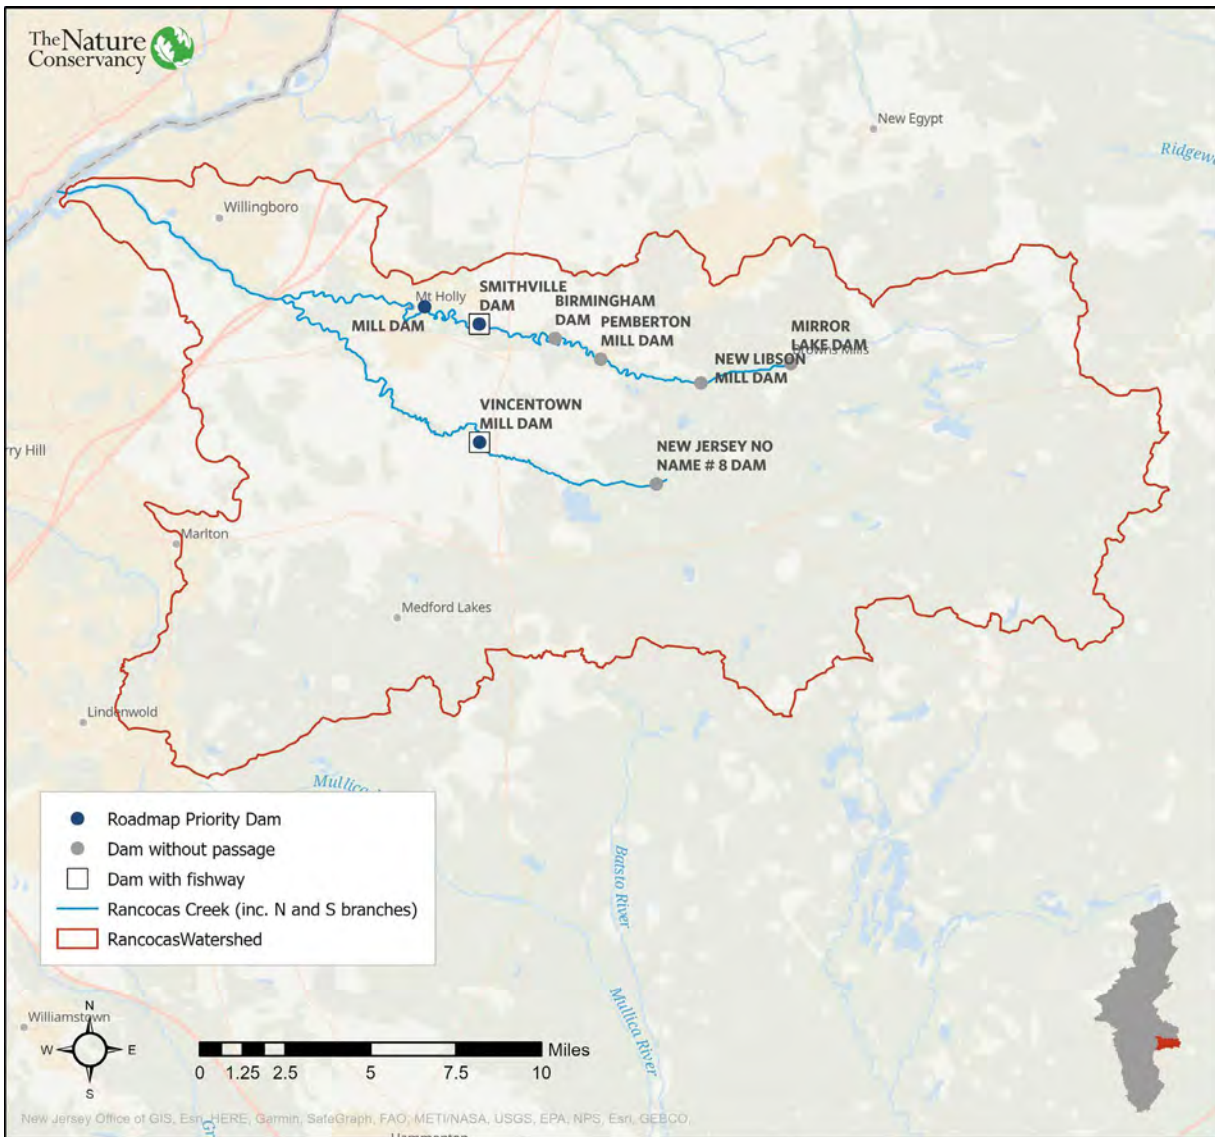 The Nature
Conservancy
New Egypt
Willingboro
Mt Holly
SMITHVILLE
DAM
BIRMINGHAM
DAM
MILL DAM
PEMBERTON
MILL DAM
MIRROR
LAKE DAM
Browns Mills
NEW LIBSON
MILL DAM
VINCENTOWN
MILL DAM
NEW JERSEY NO
NAME # 8 DAM
rry Hill
Marlton
Medford Lakes
Lindenwold
Roadmap Priority Dam
Dam without passage
Dam with fishway
Rancocas Creek (inc. N and S branches)
RancocasWatershed
Batsto River
Mullica River
Williamstown
N
W
E
S
Miles
0 1.25 2.5 5 7.5 10
New Jersey Office of GIS, Esri, HERE, Garmin, SafeGraph, FAO, METI/NASA, USGS, EPA, NPS, Esri, GEBCO,